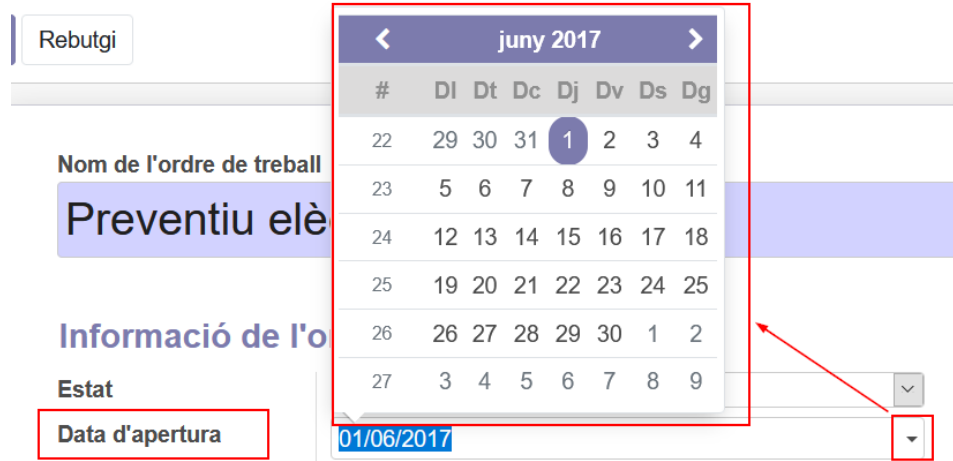 Rebutgi
juny 2017
# Dl Dt Dc Dj Dv Ds Dg
22 29 30 31 1 2 3 4
23 5 6 7 8 9 10 11
24 12 13 14 15 16 17 18
25 19 20 21 22 23 24 25
26 26 27 28 29 30 1 2
27 3 4 5 6 7 8 9
Nom de l'ordre de treball
Preventiu elè
Informació de l'o
Estat
Data d'apertura
01/06/2017